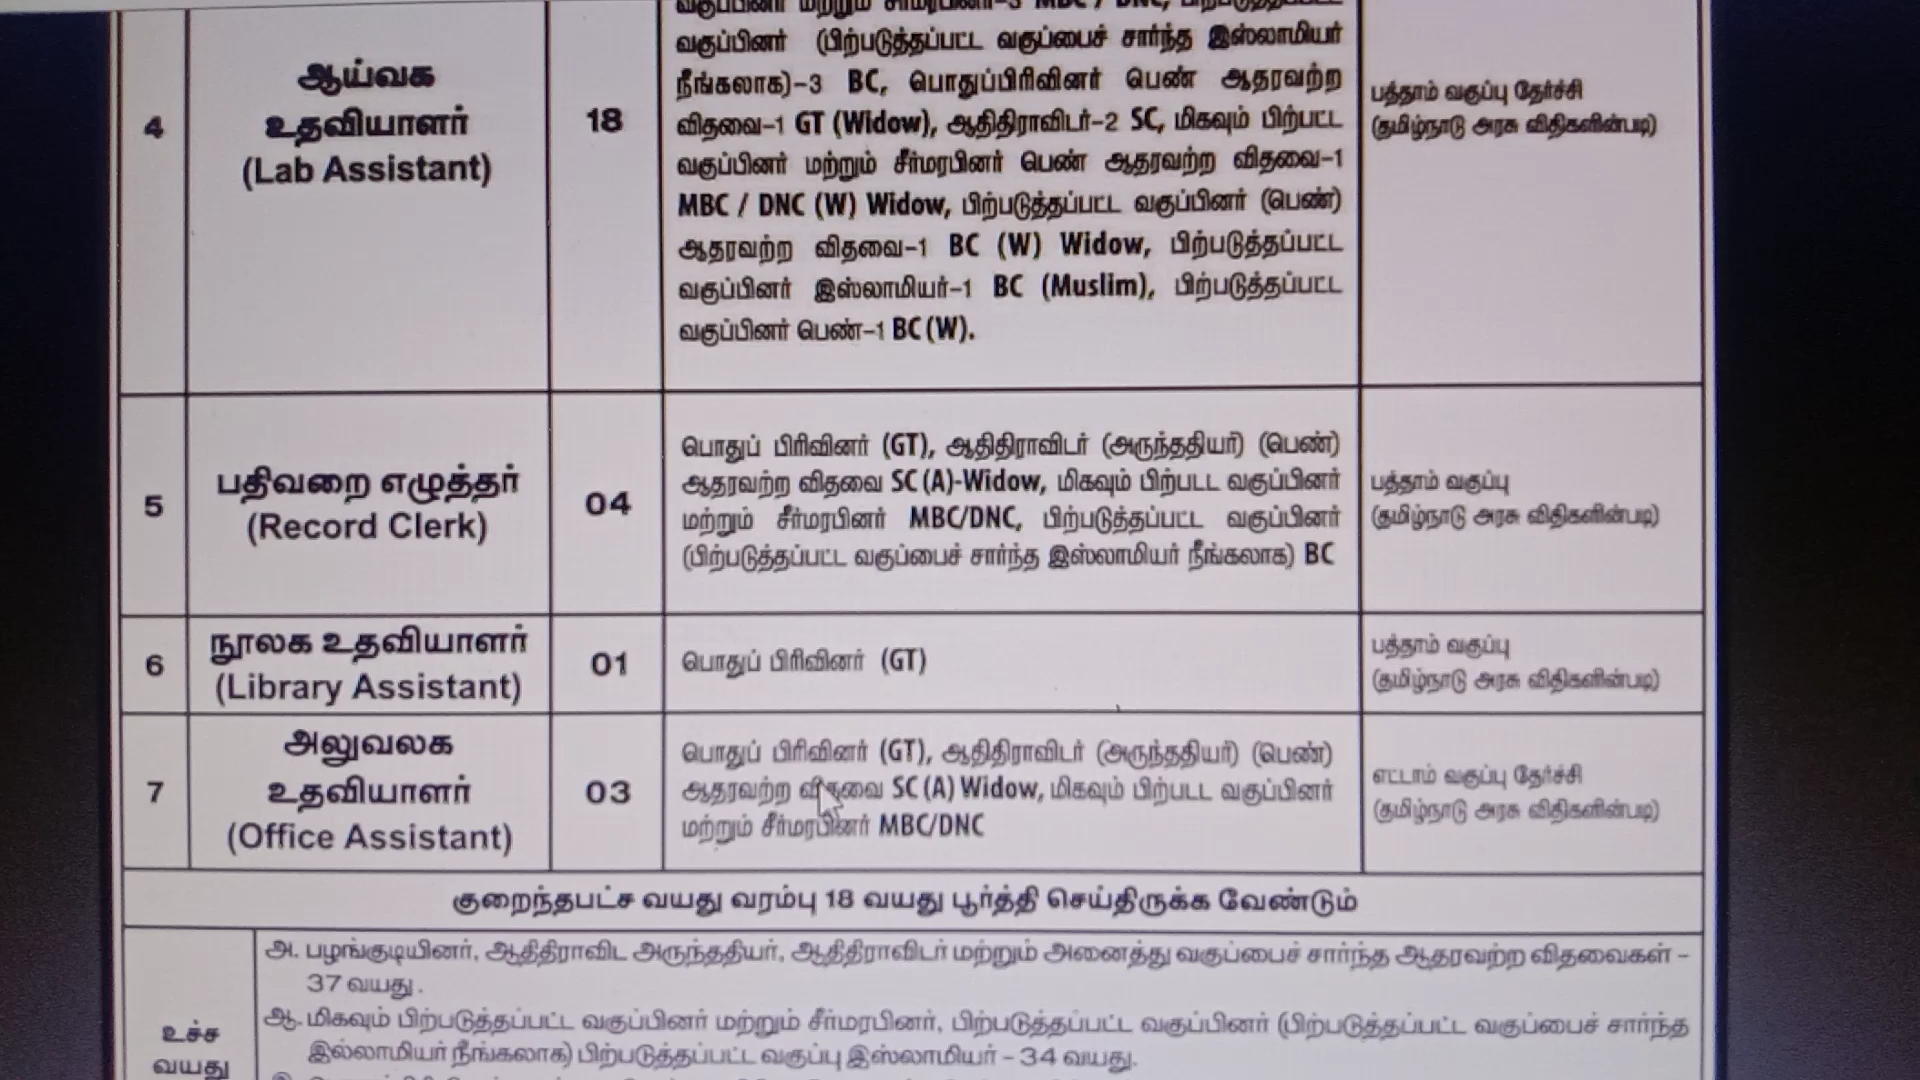 வகுப்பினர் மற்றும் சீர்மரபினர்-3 MBC / DNC, பிற்படுத்தப்பட்ட
வகுப்பினர் (பிற்படுத்தப்பட்ட வகுப்பைச் சார்ந்த இஸ்லாமியர்
நீங்கலாக)-3 BC, பொதுப்பிரிவினர் பெண் ஆதரவற்ற
விதவை-1 GT (Widow), ஆதிதிராவிடர்-2 SC, மிகவும் பிற்பட்ட
வகுப்பினர் மற்றும் சீர்மரபினர் பெண் ஆதரவற்ற விதவை-1
MBC / DNC (W) Widow, பிற்படுத்தப்பட்ட வகுப்பினர் (பெண்)
ஆதரவற்ற விதவை-1 BC (W) Widow, பிற்படுத்தப்பட்ட
வகுப்பினர் இஸ்லாமியர்-1 BC (Muslim), பிற்படுத்தப்பட்ட
வகுப்பினர் பெண்-1 BC (W).
4
ஆய்வக
உதவியாளர்
(Lab Assistant)
18
பத்தாம் வகுப்பு தேர்ச்சி
(தமிழ்நாடு அரசு விதிகளின்படி)
5
பதிவறை எழுத்தர்
(Record Clerk)
04
பொதுப் பிரிவினர் (GT), ஆதிதிராவிடர் (அருந்ததியர்) (பெண்)
ஆதரவற்ற விதவை SC (A)-Widow, மிகவும் பிற்படட வகுப்பினர்
மற்றும் சீர்மரபினர் MBC/DNC, பிற்படுத்தப்பட்ட வகுப்பினர்
(பிற்படுத்தப்பட்ட வகுப்பைச் சார்ந்த இஸ்லாமியர் நீங்கலாக) BC
பத்தாம் வகுப்பு
(தமிழ்நாடு அரசு விதிகளின்படி)
6
நூலக உதவியாளர்
(Library Assistant)
01
பொதுப் பிரிவினர் (GT)
பத்தாம் வகுப்பு
(தமிழ்நாடு அரசு விதிகளின்படி)
7
அலுவலக
உதவியாளர்
(Office Assistant)
03
பொதுப் பிரிவினர் (GT), ஆதிதிராவிடர் (அருந்ததியர்) (பெண்)
ஆதரவற்ற விதவை SC (A) Widow, மிகவும் பிற்படட வகுப்பினர்
மற்றும் சீர்மரபினர் MBC/DNC
எட்டாம் வகுப்பு தேர்ச்சி
(தமிழ்நாடு அரசு விதிகளின்படி)
குறைந்தபட்ச வயது வரம்பு 18 வயது பூர்த்தி செய்திருக்க வேண்டும்
உச்ச
வயது
அ. பழங்குடியினர், ஆதிதிராவிட அருந்ததியர், ஆதிதிராவிடர் மற்றும் அனைத்து வகுப்பைச் சார்ந்த ஆதரவற்ற விதவைகள் –
37 வயது.
ஆ. மிகவும் பிற்படுத்தப்பட்ட வகுப்பினர் மற்றும் சீர்மரபினர், பிற்படுத்தப்பட்ட வகுப்பினர் (பிற்படுத்தப்பட்ட வகுப்பைச் சார்ந்த
இல்லாமியர் நீங்கலாக) பிற்படுத்தப்பட்ட வகுப்பு இஸ்லாமியர் – 34 வயது.